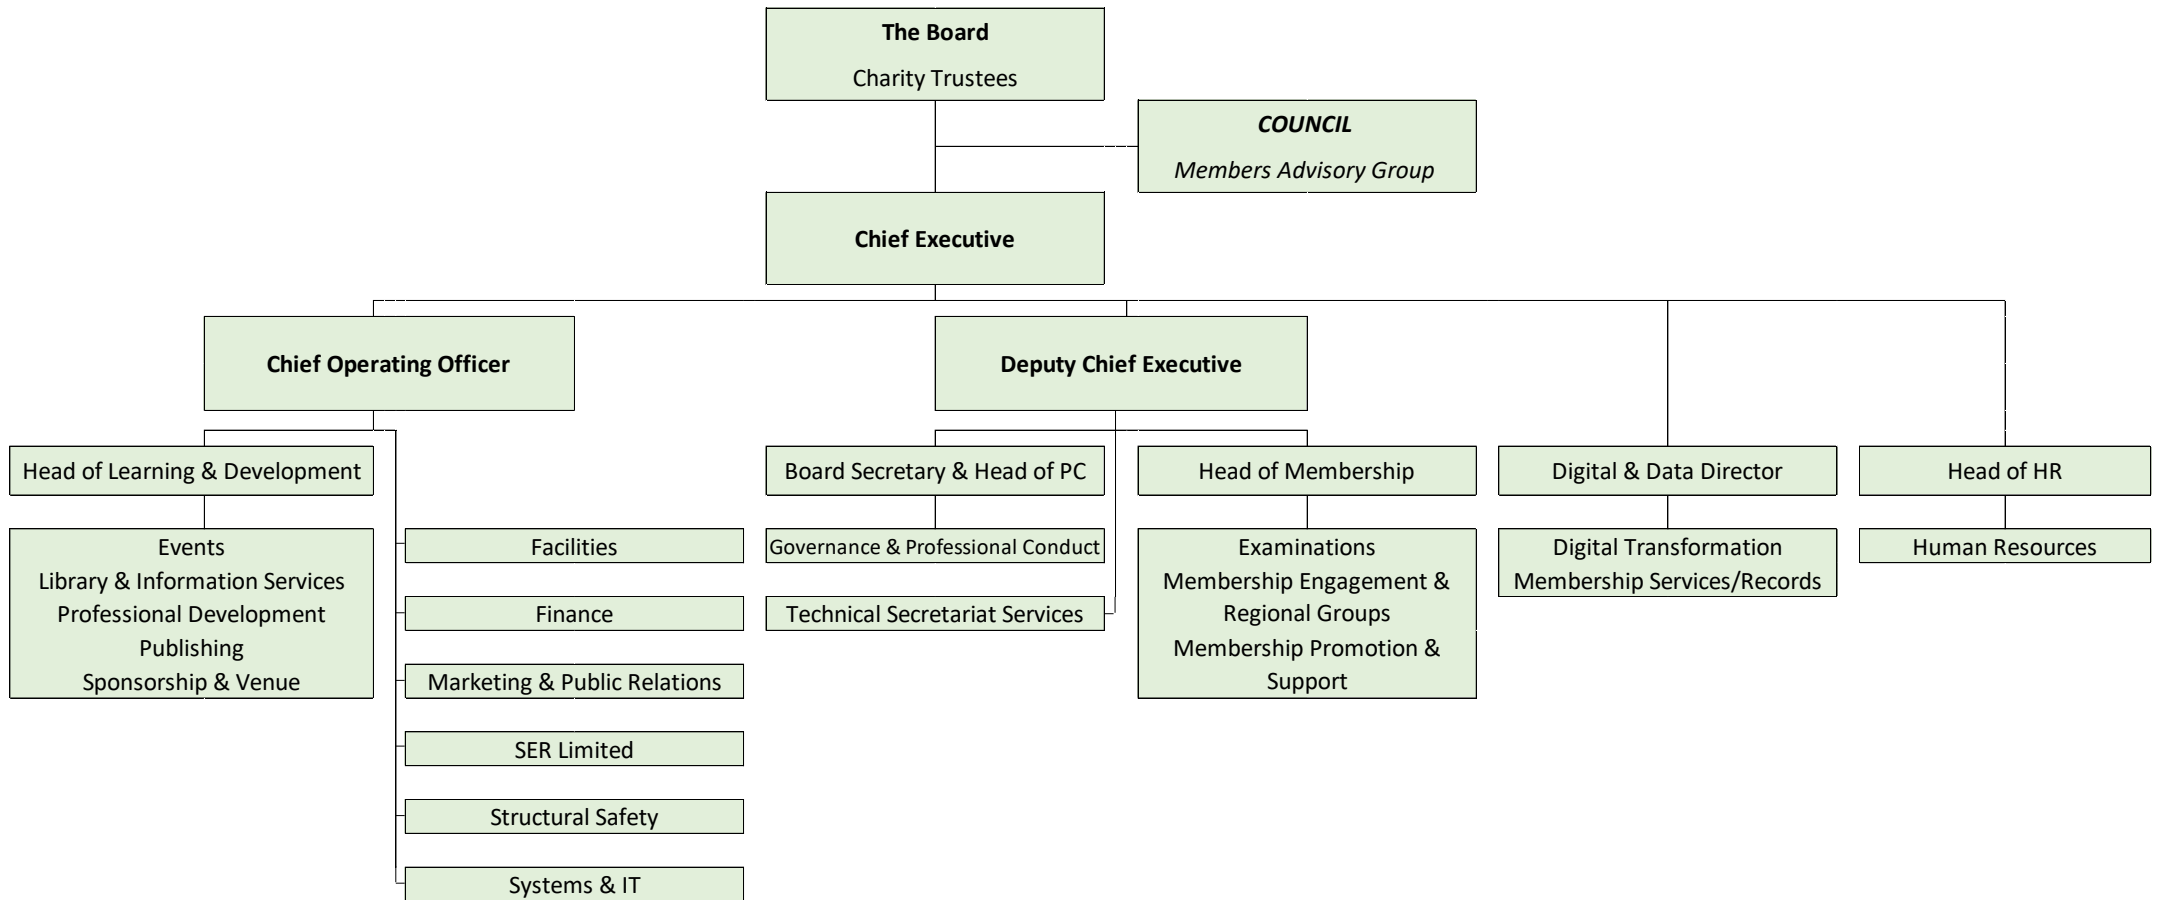 The Board
Charity Trustees
COUNCIL
Members Advisory Group
Chief Executive
Chief Operating Officer
Deputy Chief Executive
Head of Learning & Development
Board Secretary & Head of PC
Head of Membership
Digital & Data Director
Head of HR
Events
Library & Information Services
Professional Development
Publishing
Sponsorship & Venue
Facilities
Finance
Marketing & Public Relations
SER Limited
Structural Safety
Systems & IT
Governance & Professional Conduct
Technical Secretariat Services
Examinations
Membership Engagement &
Regional Groups
Membership Promotion &
Support
Digital Transformation
Membership Services/Records
Human Resources